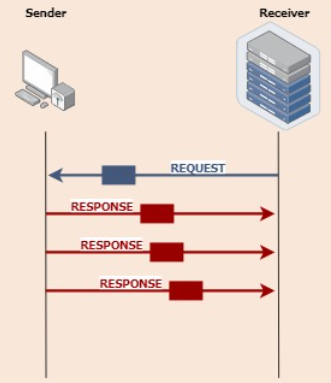 Sender
Receiver
REQUEST
RESPONSE
RESPONSE
RESPONSE